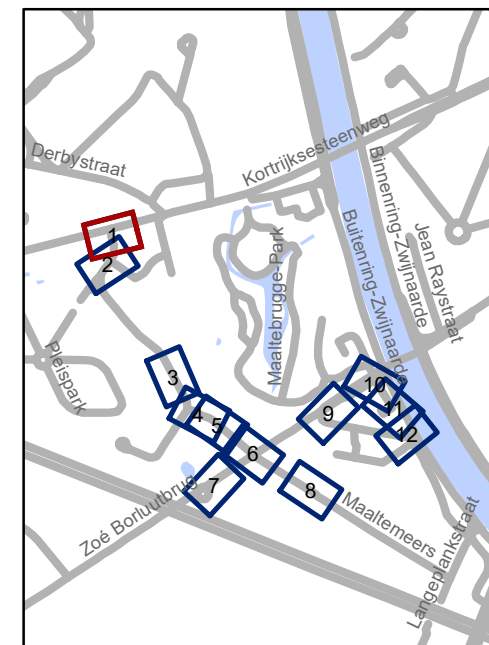 Derbystraat
Kortrijksesteenweg
Binnenring-Zwijnaarde
Jean Raystraat
Buitenring-Zwijnaarde
Maaltebrugge-Park
Pleispark
1
2
3
4
5
6
7
8
9
10
11
12
Zoé Borluutbrug
Maaltemeers
Langeplankstraat